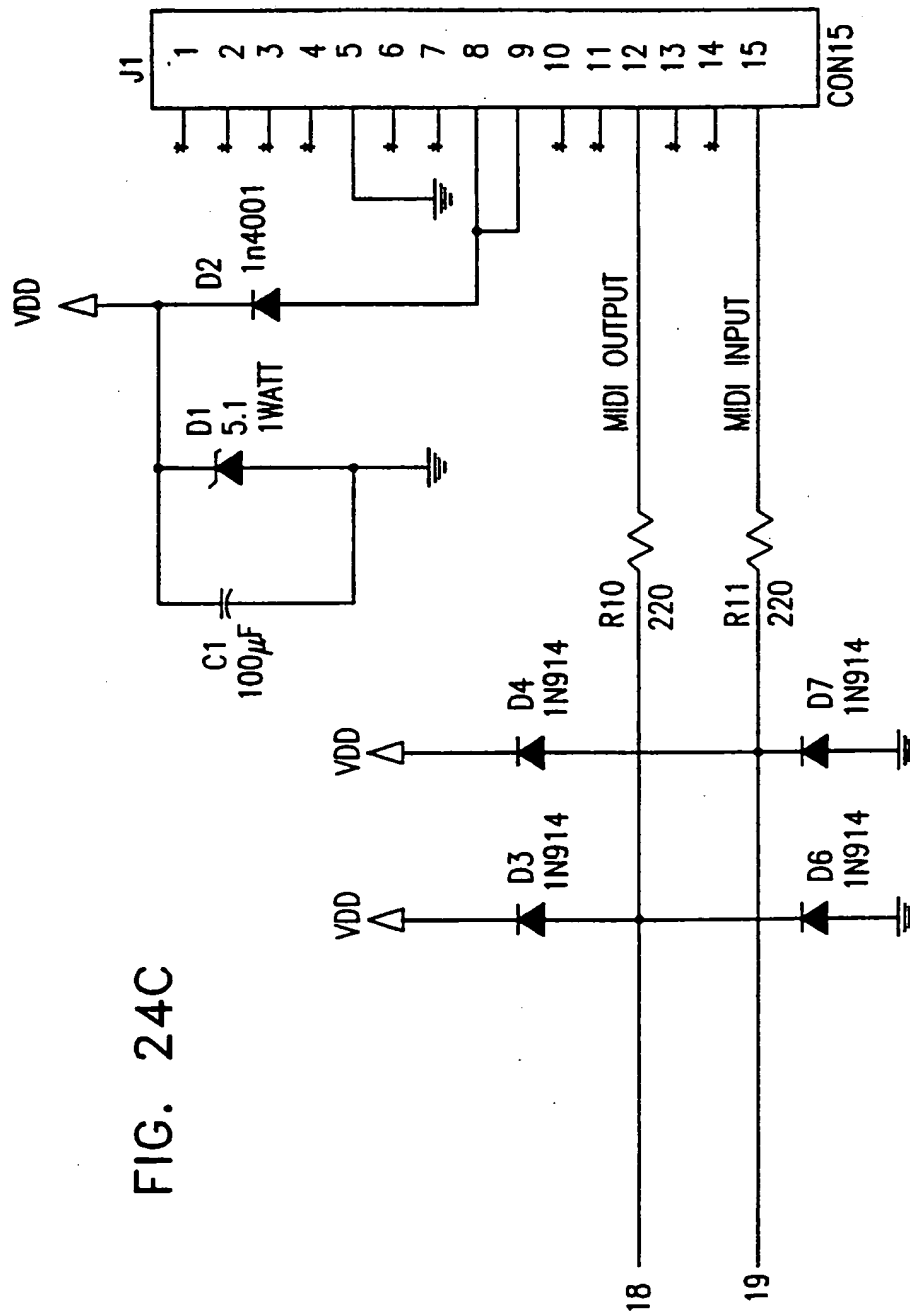 FIG. 24C
VDD
J1
1
2
3
4
5
6
7
8
9
10
11
12
13
14
15
CON15
D2
1n4001
D1
5.1
1WATT
C1
100µF
VDD
D3
1N914
VDD
D4
1N914
R10
220
MIDI OUTPUT
R11
220
MIDI INPUT
D6
1N914
D7
1N914
18
19